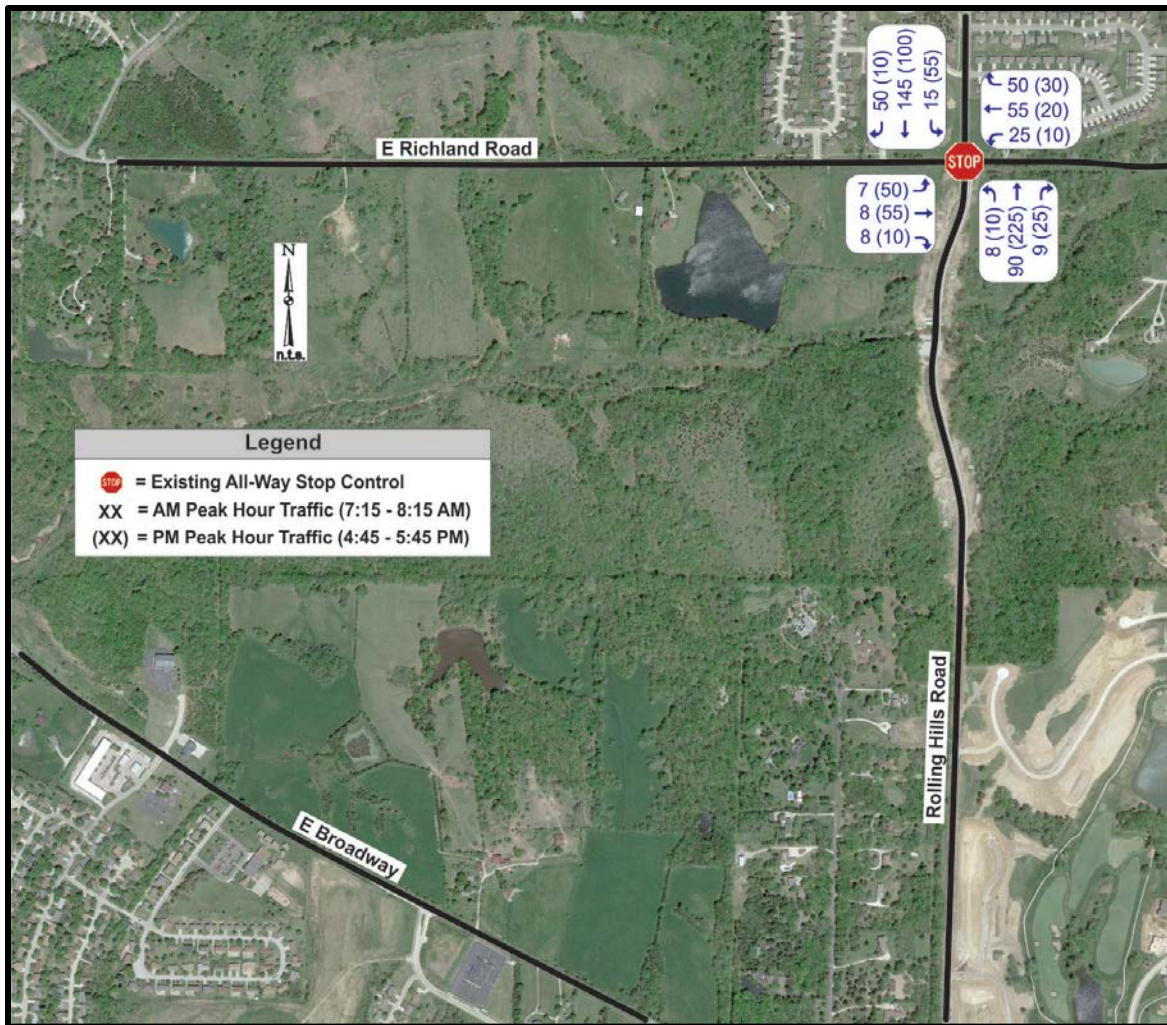 50 (10)
145 (100)
15 (55)
50 (30)
55 (20)
25 (10)
E Richland Road
STOP
7 (50)
8 (55)
8 (10)
8 (10)
90 (225)
9 (25)
N
n.t.s.
Legend
STOP = Existing All-Way Stop Control
XX = AM Peak Hour Traffic (7:15 - 8:15 AM)
(XX) = PM Peak Hour Traffic (4:45 - 5:45 PM)
Rolling Hills Road
E Broadway